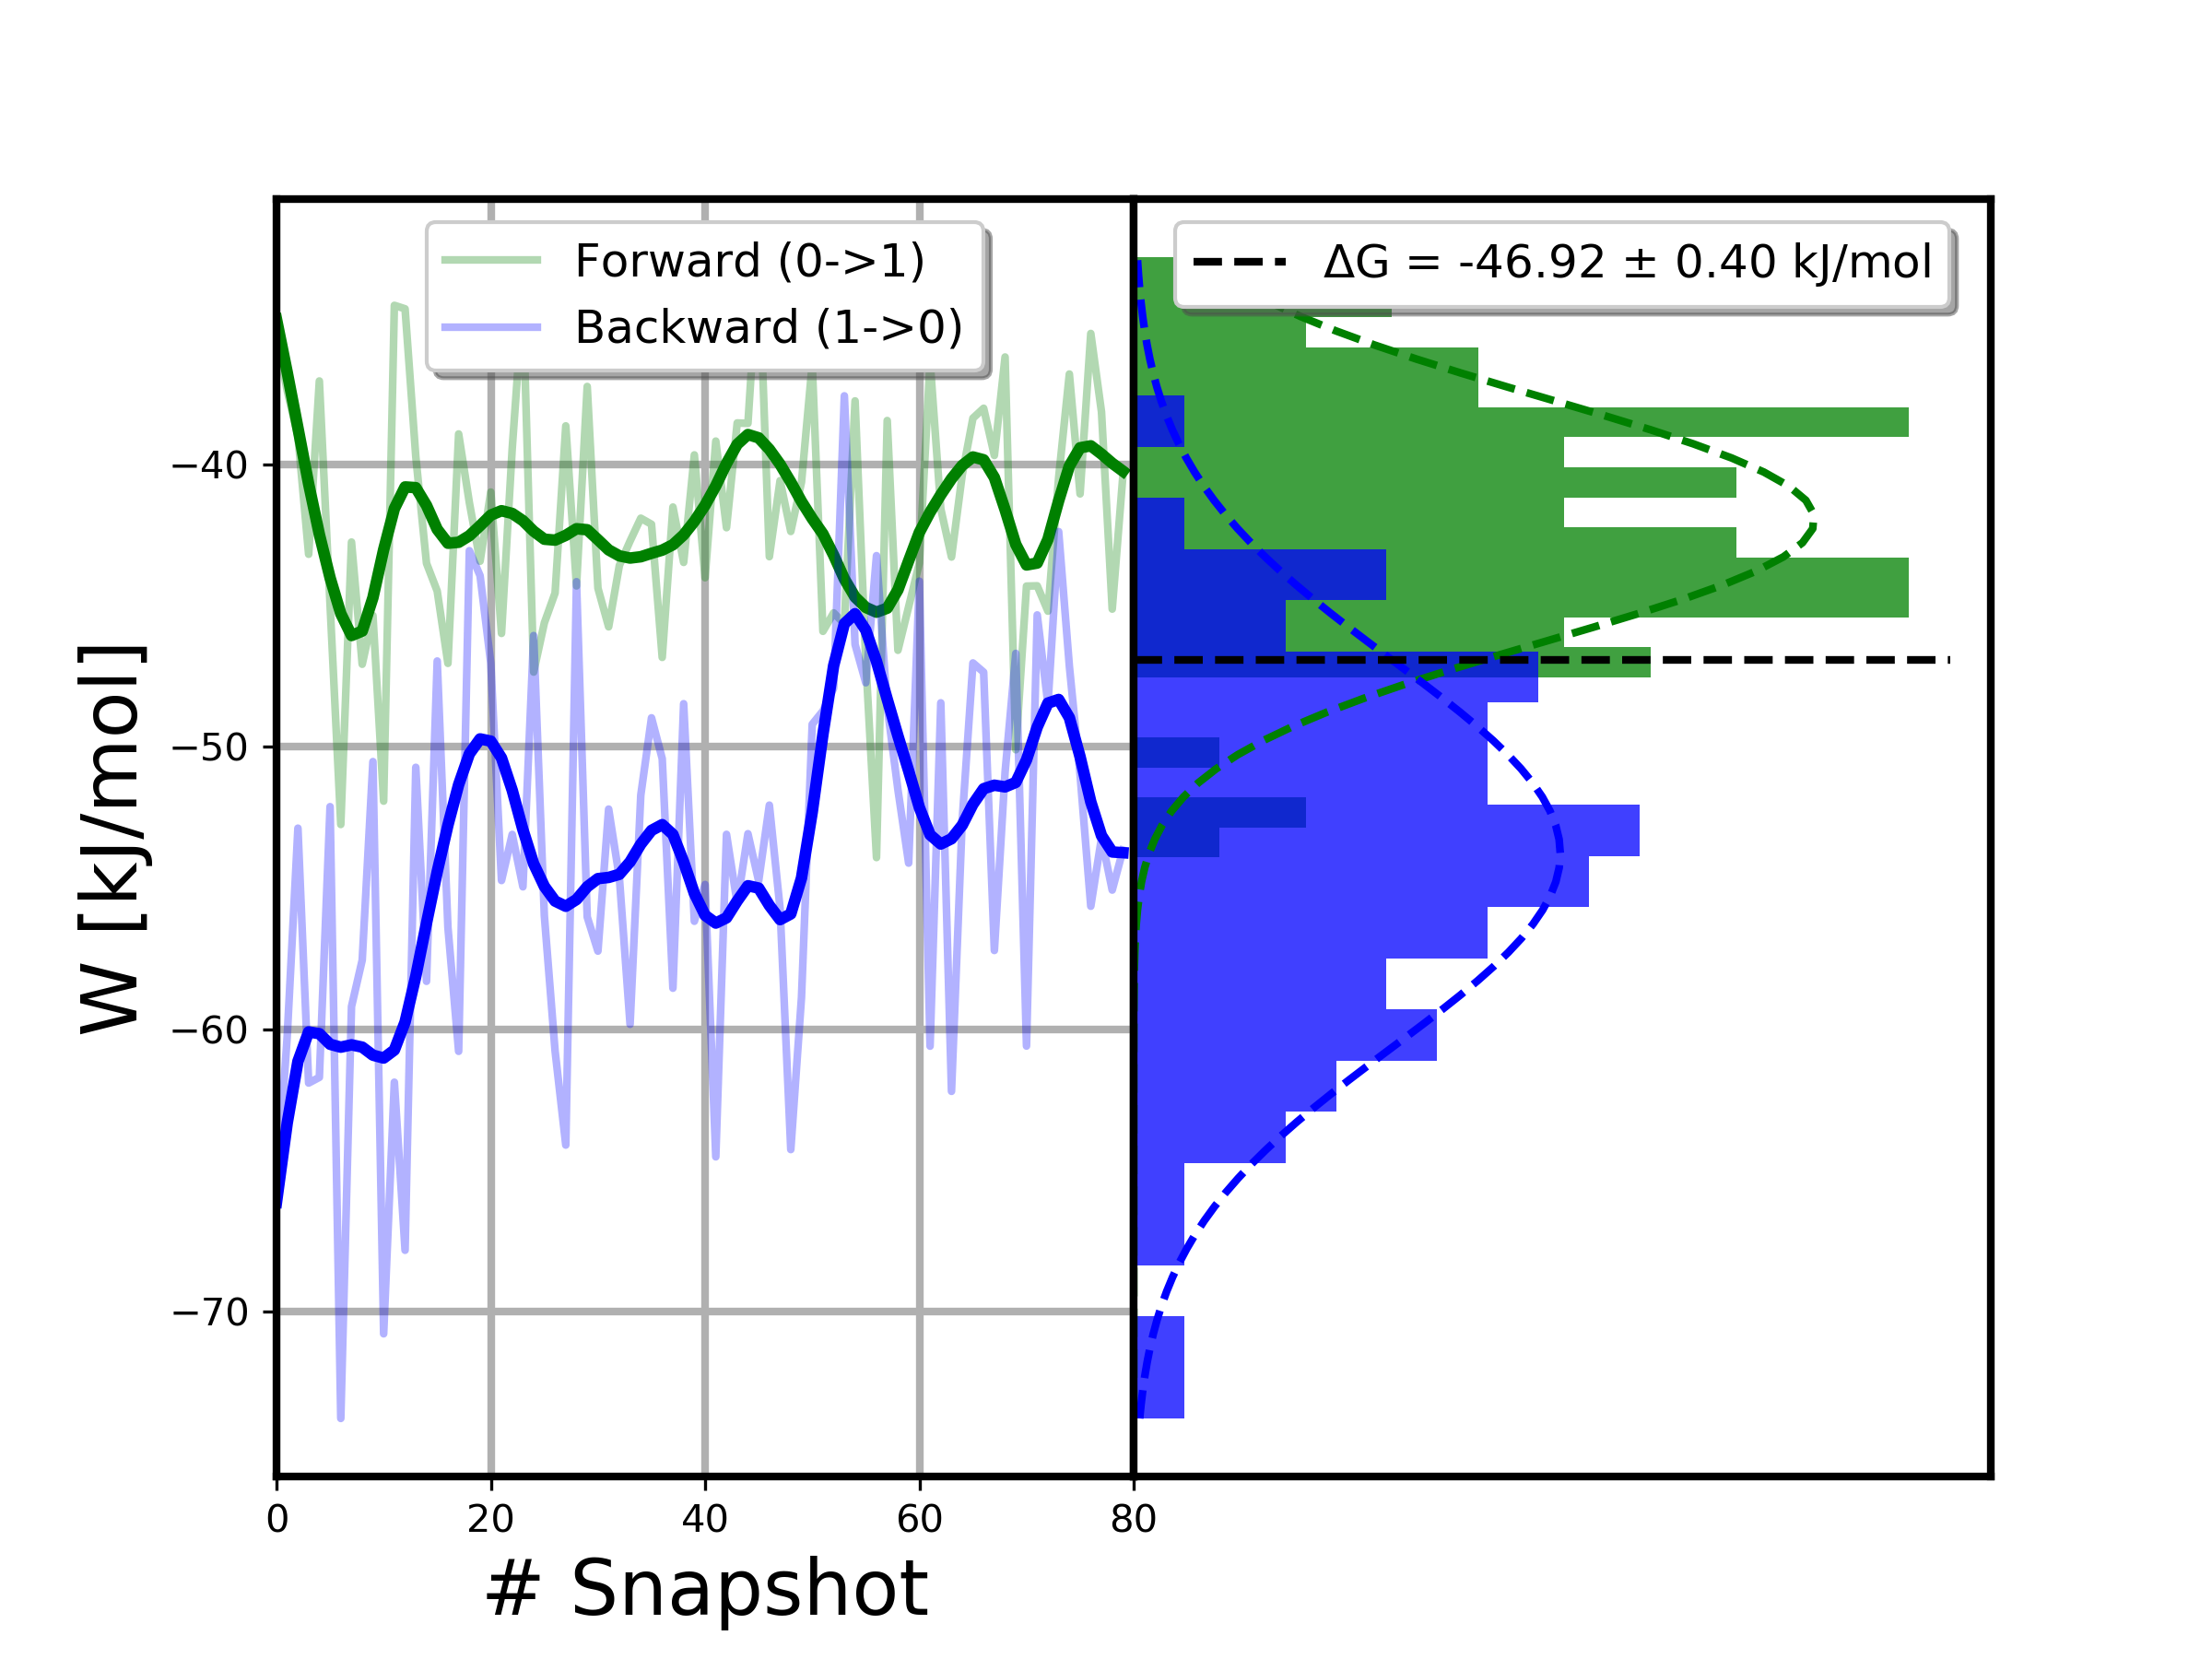 Forward (0->1)
Backward (1->0)
ΔG = -46.92 ± 0.40 kJ/mol
W [kJ/mol]
−40
−50
−60
−70
0 20 40 60 80
# Snapshot